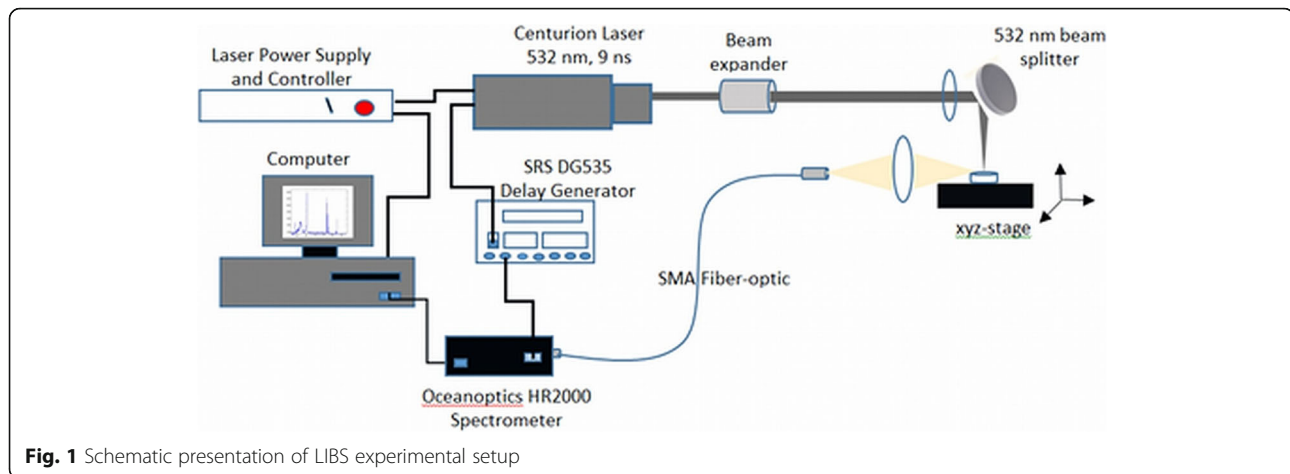 Laser Power Supply
and Controller
Centurion Laser
532 nm, 9 ns
Beam
expander
532 nm beam
splitter
Computer
SRS DG535
Delay Generator
xyz-stage
SMA Fiber-optic
Oceanoptics HR2000
Spectrometer
Fig. 1 Schematic presentation of LIBS experimental setup